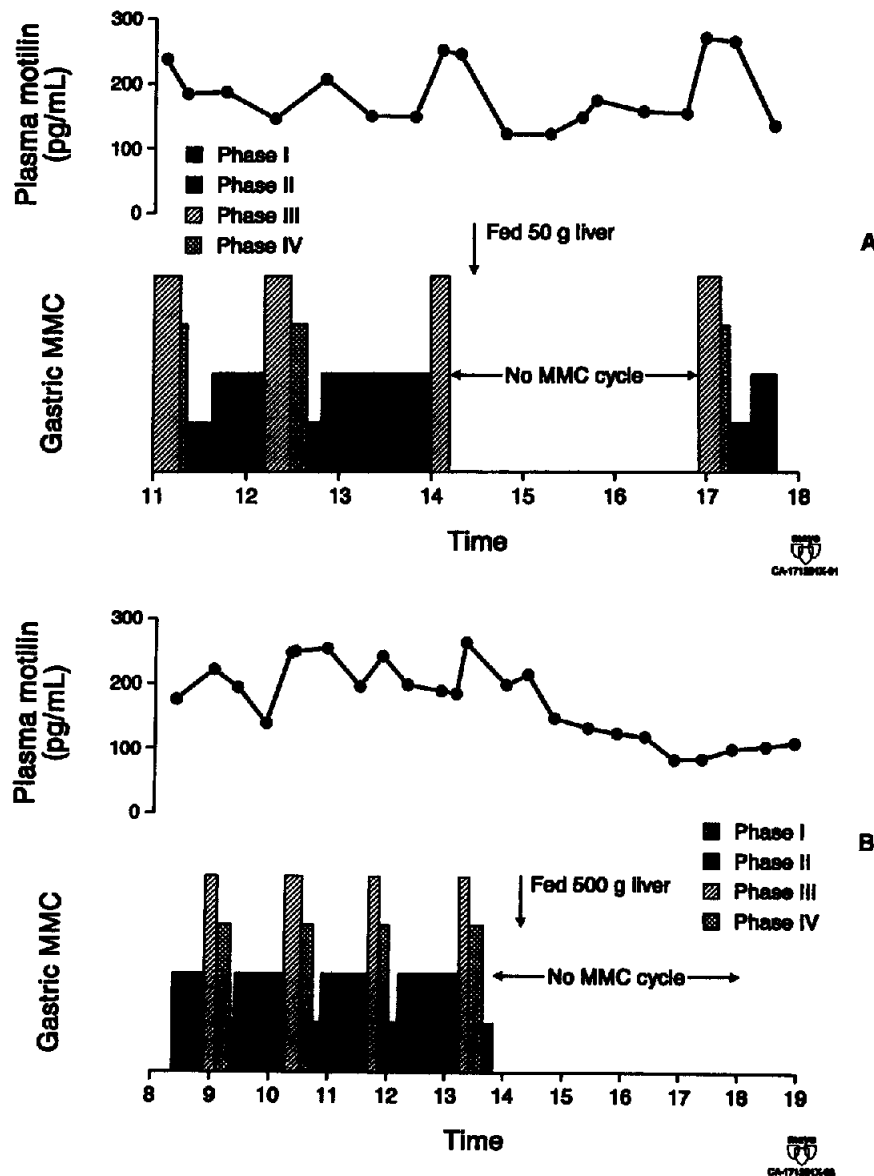 Plasma motilin
(pg/mL)
300
200
100
0
Phase I
Phase II
Phase III
Phase IV
Fed 50 g liver
A
Gastric MMC
No MMC cycle
11 12 13 14 15 16 17 18
Time
Plasma motilin
(pg/mL)
300
200
100
0
Phase I
Phase II
Phase III
Phase IV
B
Fed 500 g liver
Gastric MMC
No MMC cycle
8 9 10 11 12 13 14 15 16 17 18 19
Time